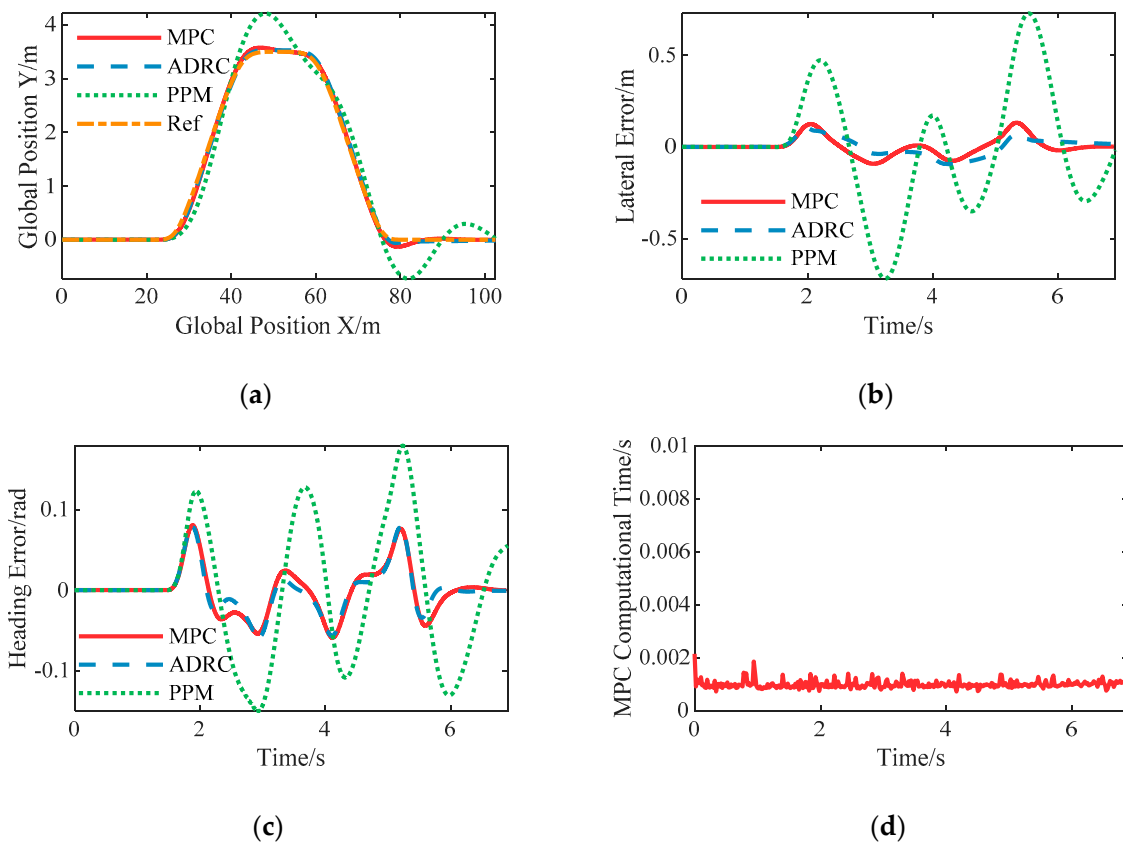 Global Position Y/m
4
3
2
1
0
MPC
ADRC
PPM
Ref
0 20 40 60 80 100
Global Position X/m
(a)
Lateral Error/m
0.5
0
-0.5
MPC
ADRC
PPM
0 2 4 6
Time/s
(b)
Heading Error/rad
0.1
0
-0.1
MPC
ADRC
PPM
0 2 4 6
Time/s
(c)
MPC Computational Time/s
0.01
0.008
0.006
0.004
0.002
0
0 2 4 6
Time/s
(d)